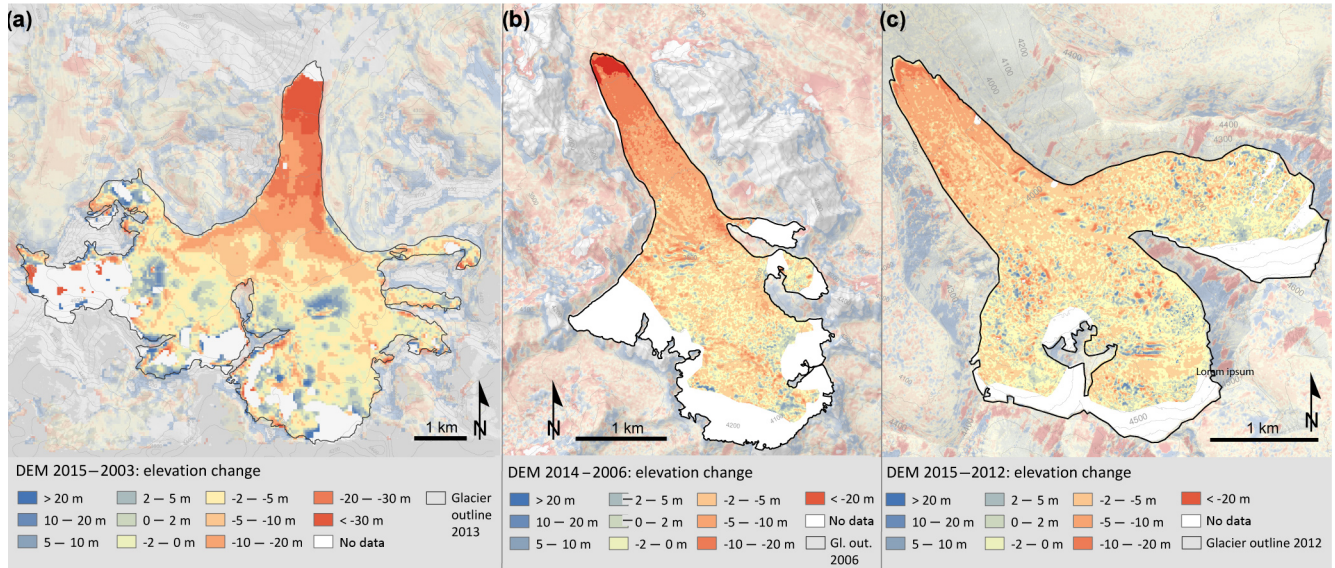 (a)
(b)
(c)
4200
4100
4000
4400
4300
4600
4500
4200
4100
Lorem ipsum
N
1 km
N
1 km
N
1 km
DEM 2015—2003: elevation change
> 20 m
2 — 5 m
-2 — -5 m
-20 — -30 m
Glacier
outline
2013
10 — 20 m
0 — 2 m
-5 — -10 m
< -30 m
5 — 10 m
-2 — 0 m
-10 — -20 m
No data
DEM 2014—2006: elevation change
> 20 m
2 — 5 m
-2 — -5 m
< -20 m
10 — 20 m
0 — 2 m
-5 — -10 m
No data
5 — 10 m
-2 — 0 m
-10 — -20 m
Gl. out.
2006
DEM 2015—2012: elevation change
> 20 m
2 — 5 m
-2 — -5 m
< -20 m
10 — 20 m
0 — 2 m
-5 — -10 m
No data
5 — 10 m
-2 — 0 m
-10 — -20 m
Glacier outline 2012